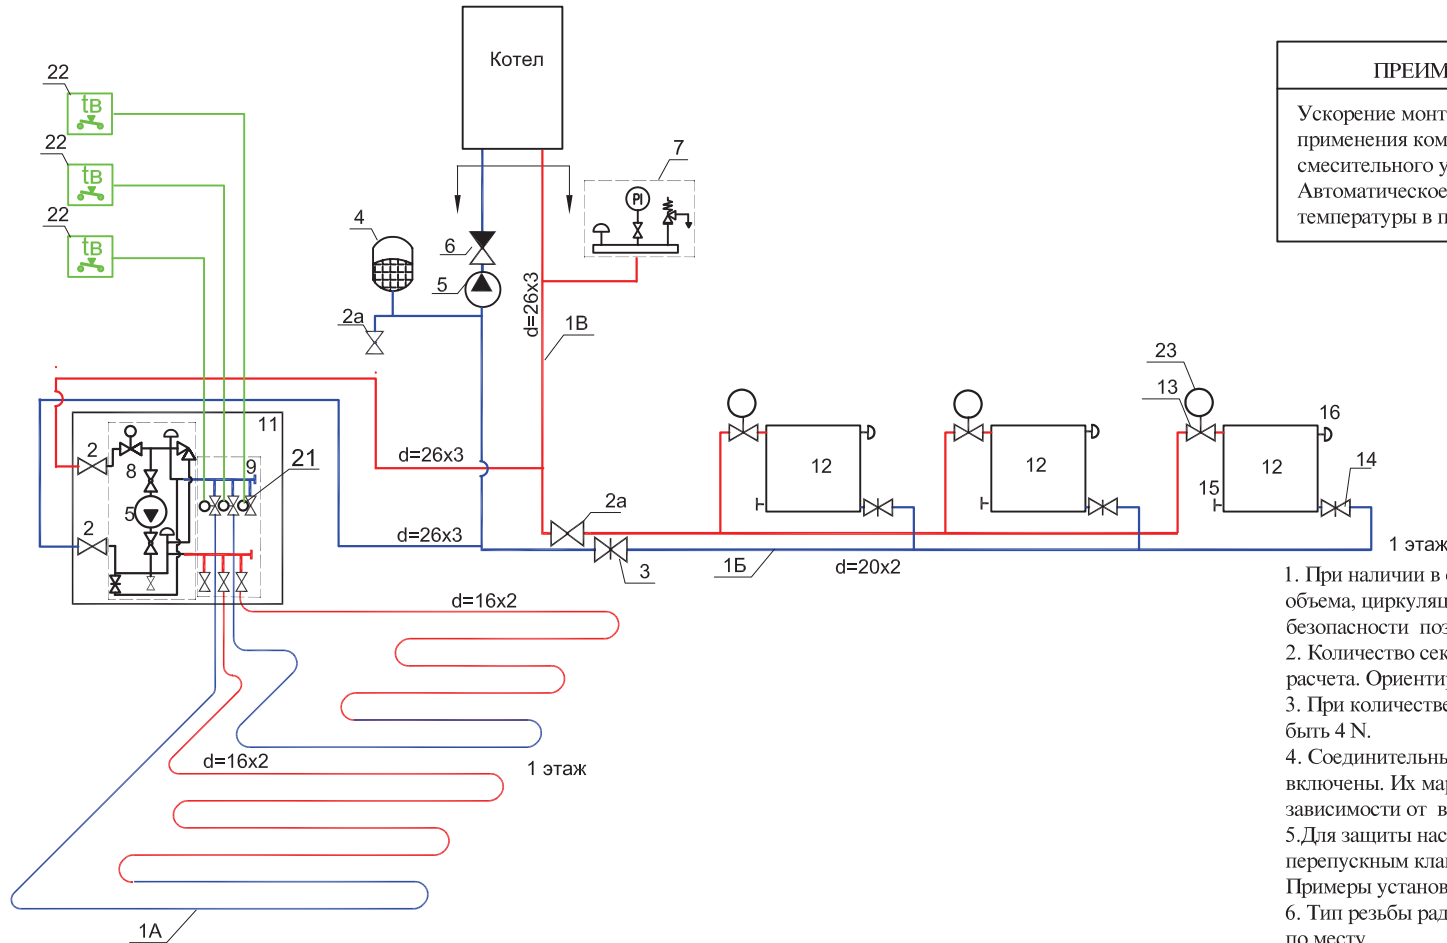 Котел
22
tв
22
tв
22
tв
ПРЕИМ
Ускорение монт
применения ком
смесительного у
Автоматическое
температуры в п
7
PI
4
6
5
2а
d=26x3
1В
23
13
16
11
2
8
9
21
5
2
d=26x3
d=26x3
2а
3
1Б
d=20x2
12
12
12
15
14
1 этаж
d=16x2
d=16x2
1 этаж
1А
1. При наличии в
объема, циркуляц
безопасности поз
2. Количество сек
расчета. Ориенти
3. При количестве
быть 4 N.
4. Соединительны
включены. Их мар
зависимости от в
5.Для защиты нас
перепускным кла
Примеры установ
6. Тип резьбы рад
по месту